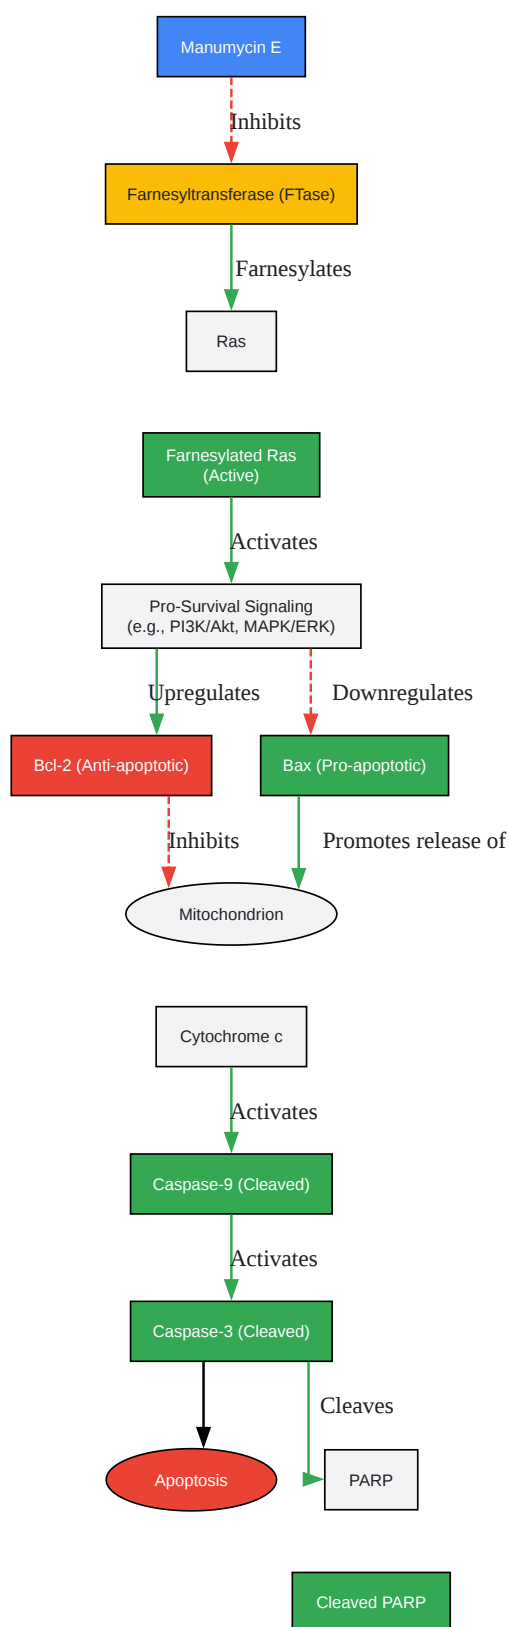 Manumycin E
Inhibits
Farnesyltransferase (FTase)
Farnesylates
Ras
Farnesylated Ras
(Active)
Activates
Pro-Survival Signaling
(e.g., PI3K/Akt, MAPK/ERK)
Upregulates
Downregulates
Bcl-2 (Anti-apoptotic)
Bax (Pro-apoptotic)
Inhibits
Promotes release of
Mitochondrion
Cytochrome c
Activates
Caspase-9 (Cleaved)
Activates
Caspase-3 (Cleaved)
Cleaves
Apoptosis
PARP
Cleaved PARP